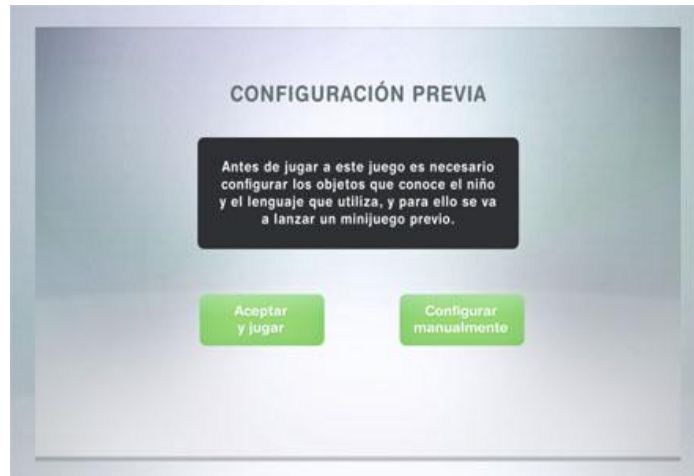 CONFIGURACIÓN PREVIA
Antes de jugar a este juego es necesario
configurar los objetos que conoce el niño
y el lenguaje que utiliza, y para ello se va
a lanzar un minijuego previo.
Aceptar
y jugar
Configurar
manualmente